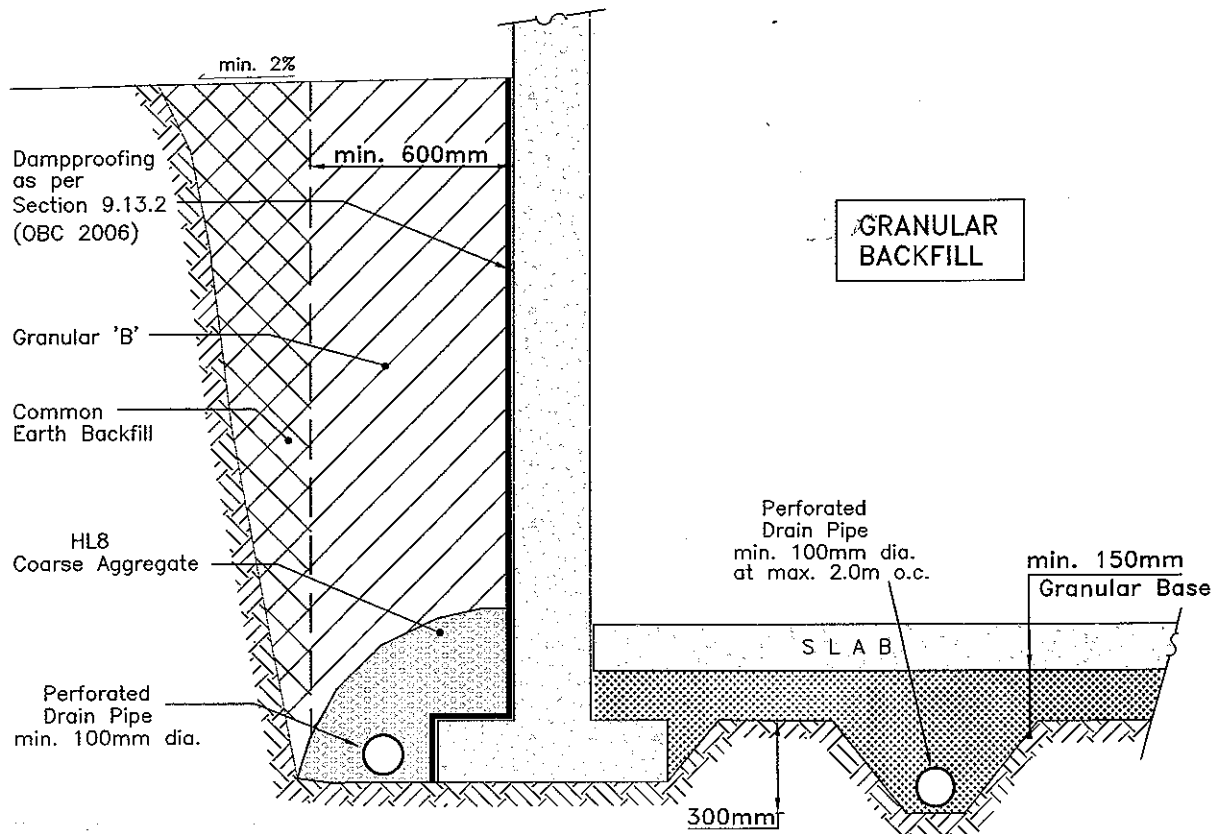 min. 2%
Dampproofing
as per
Section 9.13.2
(OBC 2006)
min. 600mm
GRANULAR
BACKFILL
Granular 'B'
Common
Earth Backfill
HL8
Coarse Aggregate
Perforated
Drain Pipe
min. 100mm dia.
at max. 2.0m o.c.
min. 150mm
Granular Base
SLAB
Perforated
Drain Pipe
min. 100mm dia.
300mm